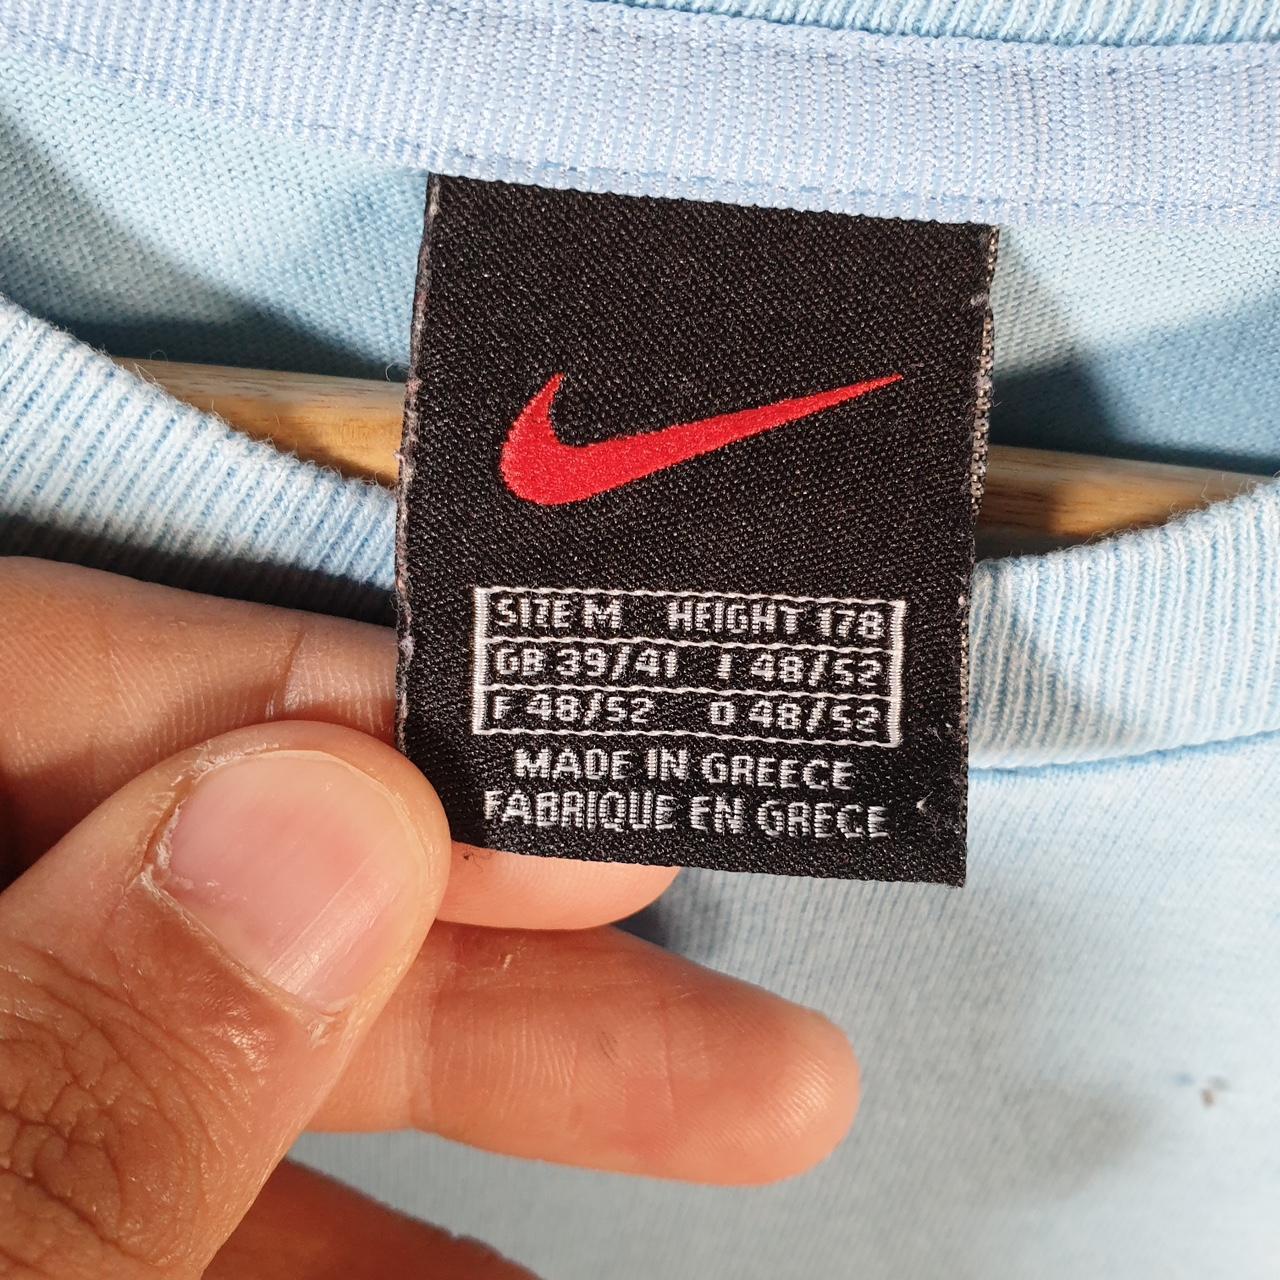 SIZE M HEIGHT 178
GB 39/41 I 48/52
F 48/52 D 48/52
MADE IN GREECE
FABRIQUE EN GRECE